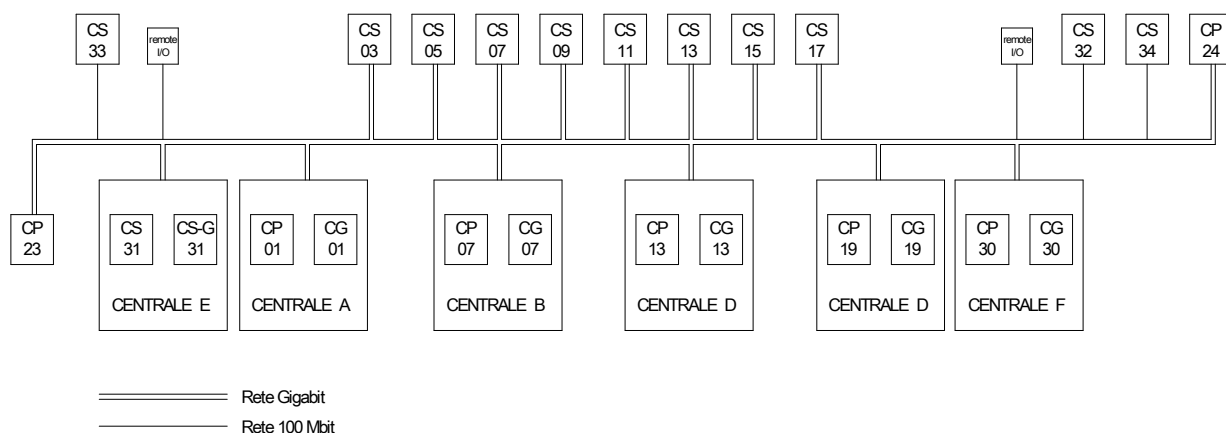 CS
33
remote
I/O
CS
03
CS
05
CS
07
CS
09
CS
11
CS
13
CS
15
CS
17
remote
I/O
CS
32
CS
34
CP
24
CP
23
CS
31
CS-G
31
CENTRALE E
CP
01
CG
01
CENTRALE A
CP
07
CG
07
CENTRALE B
CP
13
CG
13
CENTRALE D
CP
19
CG
19
CENTRALE D
CP
30
CG
30
CENTRALE F
Rete Gigabit
Rete 100 Mbit